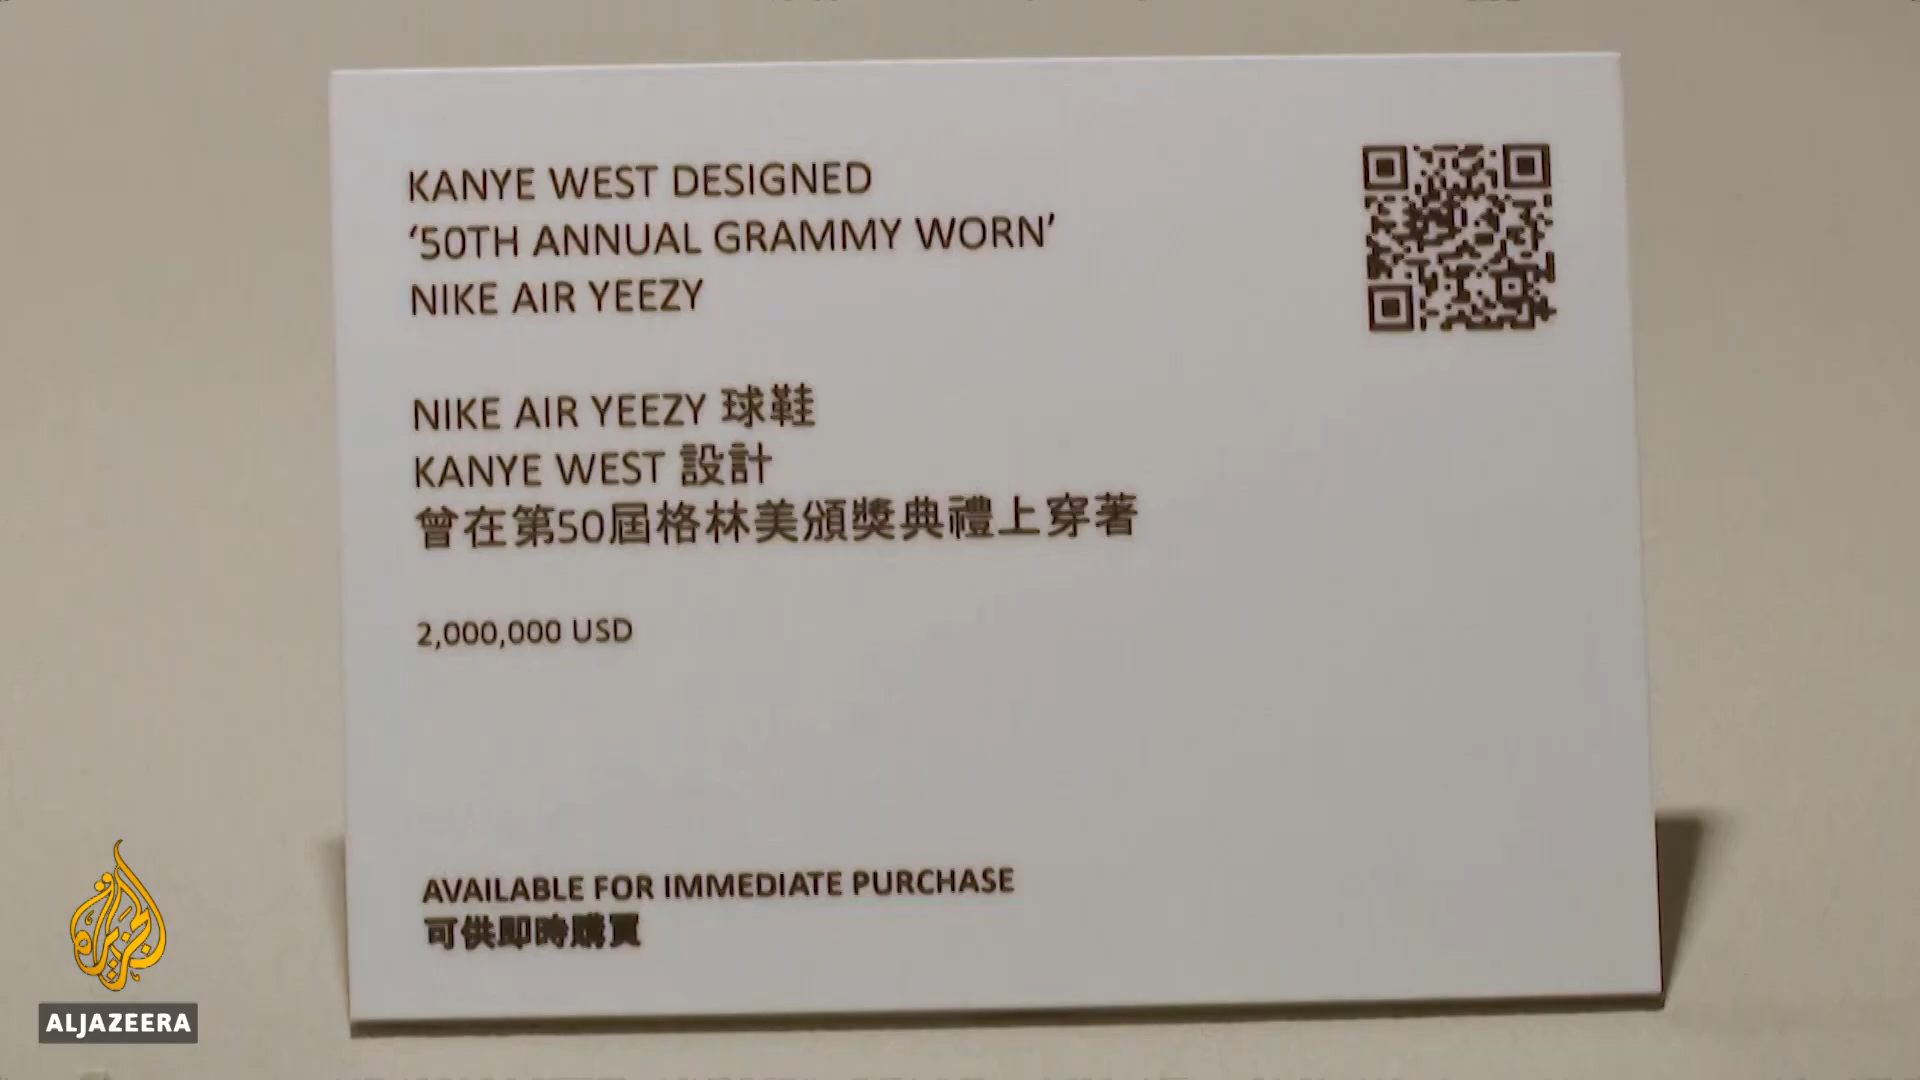 KANYE WEST DESIGNED
‘50TH ANNUAL GRAMMY WORN’
NIKE AIR YEEZY
NIKE AIR YEEZY 球鞋
KANYE WEST 設計
曾在第50屆格林美頒獎典禮上穿著
2,000,000 USD
AVAILABLE FOR IMMEDIATE PURCHASE
可供即時購買
الجزيرة
ALJAZEERA